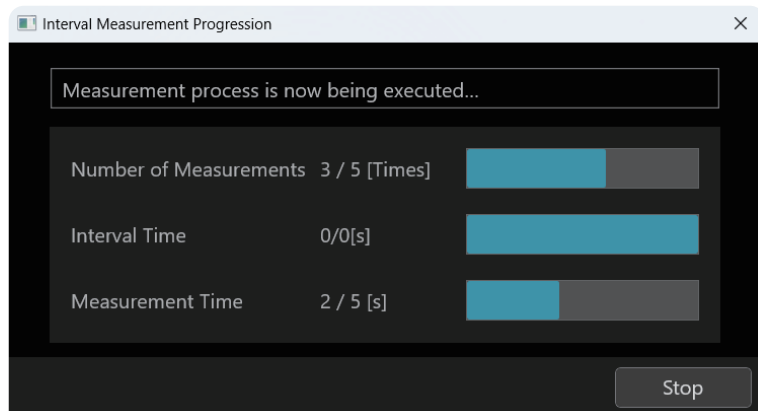 Interval Measurement Progression
Measurement process is now being executed...
Number of Measurements 3 / 5 [Times]
Interval Time 0/0[s]
Measurement Time 2 / 5 [s]
Stop